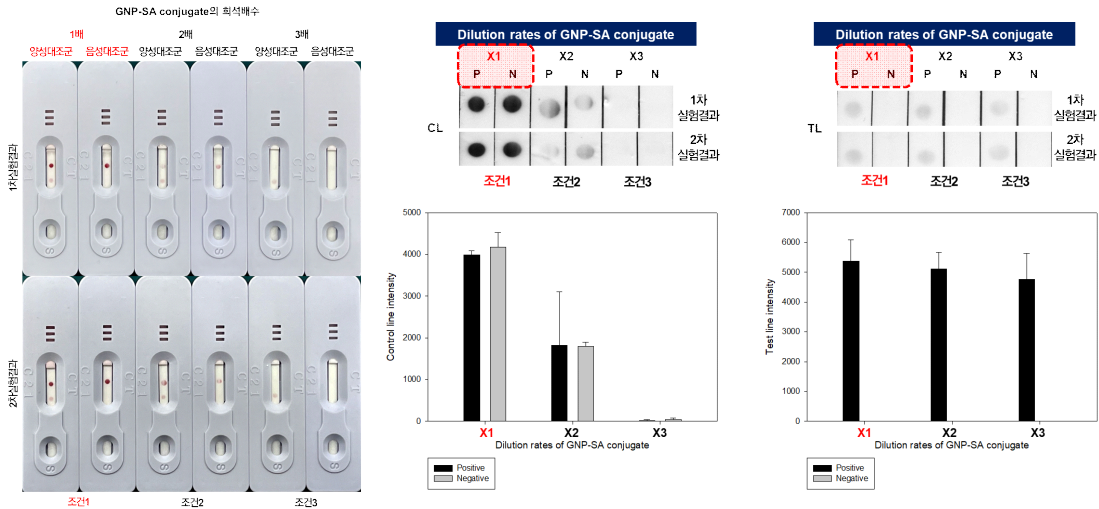 GNP-SA conjugate의 희석배수
1배 2배 3배
양성대조군 음성대조군 양성대조군 음성대조군 양성대조군 음성대조군
1차실험결과
C T
S
2차실험결과
C 2 1 C T
S
조건1 조건2 조건3
Dilution rates of GNP-SA conjugate
X1 X2 X3
P N P N P N
CL
1차
실험결과
2차
실험결과
조건1 조건2 조건3
Control line intensity
5000
4000
3000
2000
1000
0
X1 X2 X3
Dilution rates of GNP-SA conjugate
Positive
Negative
Dilution rates of GNP-SA conjugate
X1 X2 X3
P N P N P N
TL
1차
실험결과
2차
실험결과
조건1 조건2 조건3
Test line intensity
7000
6000
5000
4000
3000
2000
1000
0
X1 X2 X3
Dilution rates of GNP-SA conjugate
Positive
Negative